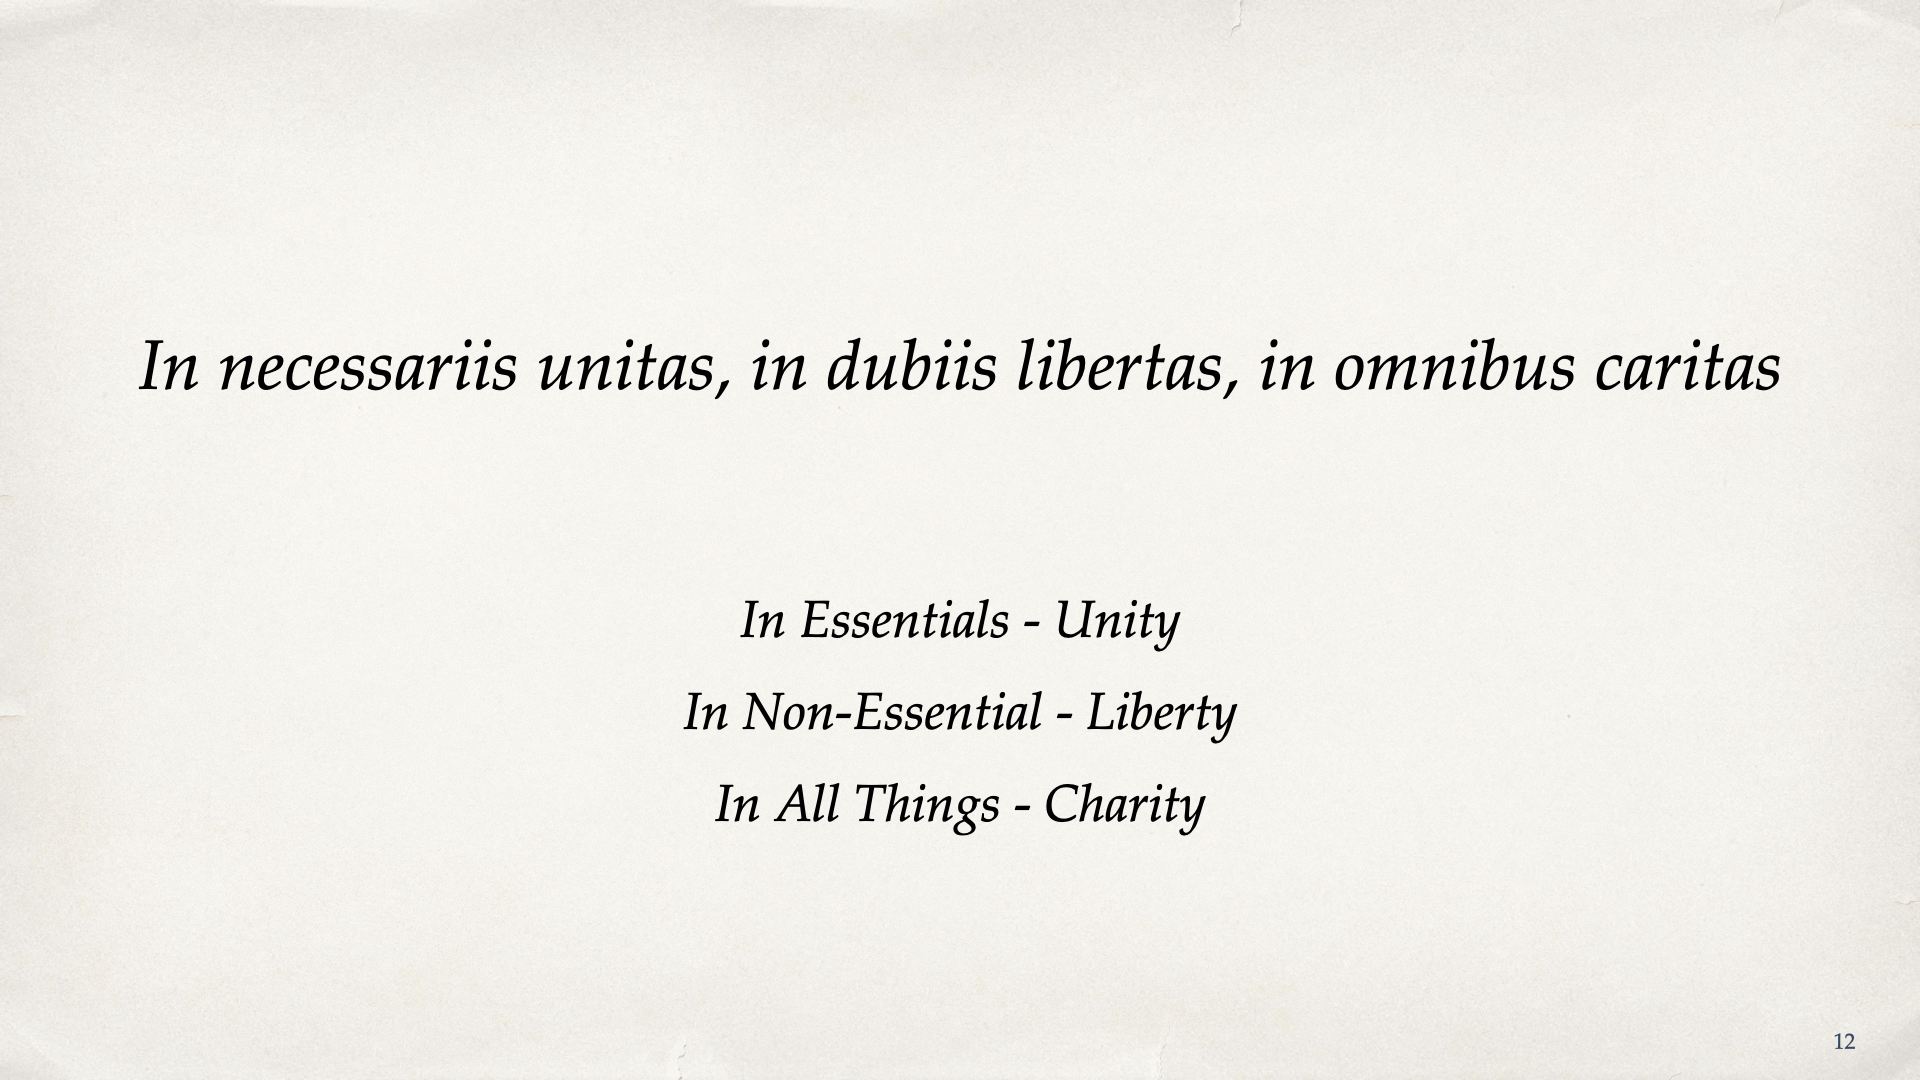 In necessariis unitas, in dubiis libertas, in omnibus caritas
In Essentials - Unity
In Non-Essential - Liberty
In All Things - Charity
12